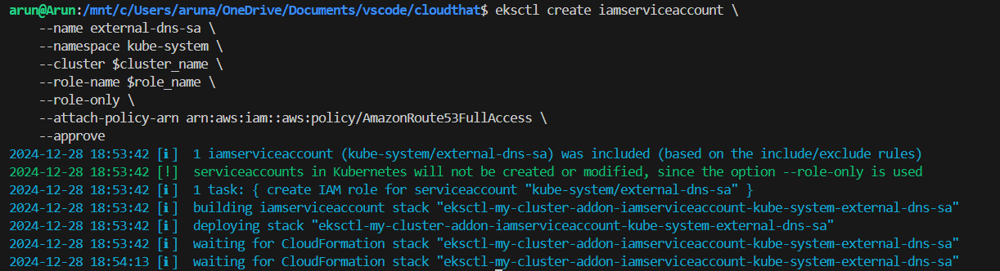 arun@Arun:/mnt/c/Users/aruna/OneDrive/Documents/vscode/cloudthat$ eksctl create iamserviceaccount \
    --name external-dns-sa \
    --namespace kube-system \
    --cluster $cluster_name \
    --role-name $role_name \
    --role-only \
    --attach-policy-arn arn:aws:iam::aws:policy/AmazonRoute53FullAccess \
    --approve
2024-12-28 18:53:42 [ℹ]  1 iamserviceaccount (kube-system/external-dns-sa) was included (based on the include/exclude rules)
2024-12-28 18:53:42 [!]  serviceaccounts in Kubernetes will not be created or modified, since the option --role-only is used
2024-12-28 18:53:42 [ℹ]  1 task: { create IAM role for serviceaccount "kube-system/external-dns-sa" }
2024-12-28 18:53:42 [ℹ]  building iamserviceaccount stack "eksctl-my-cluster-addon-iamserviceaccount-kube-system-external-dns-sa"
2024-12-28 18:53:42 [ℹ]  deploying stack "eksctl-my-cluster-addon-iamserviceaccount-kube-system-external-dns-sa"
2024-12-28 18:53:42 [ℹ]  waiting for CloudFormation stack "eksctl-my-cluster-addon-iamserviceaccount-kube-system-external-dns-sa"
2024-12-28 18:54:13 [ℹ]  waiting for CloudFormation stack "eksctl-my-cluster-addon-iamserviceaccount-kube-system-external-dns-sa"